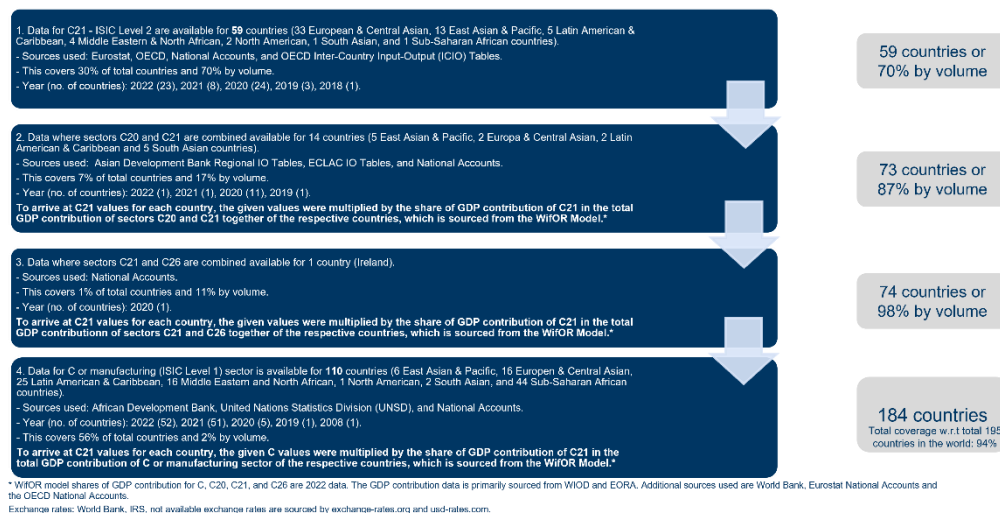 1. Data for C21 - ISIC Level 2 are available for 59 countries (33 European & Central Asian, 13 East Asian & Pacific, 5 Latin American &
Caribbean, 4 Middle Eastern & North African, 2 North American, 1 South Asian, and 1 Sub-Saharan African countries).
- Sources used: Eurostat, OECD, National Accounts, and OECD Inter-Country Input-Output (ICIO) Tables.
- This covers 30% of total countries and 70% by volume.
- Year (no. of countries): 2022 (23), 2021 (8), 2020 (24), 2019 (3), 2018 (1).
59 countries or
70% by volume
2. Data where sectors C20 and C21 are combined available for 14 countries (5 East Asian & Pacific, 2 Europa & Central Asian, 2 Latin
American & Caribbean and 5 South Asian countries).
- Sources used: Asian Development Bank Regional IO Tables, ECLAC IO Tables, and National Accounts.
- This covers 7% of total countries and 17% by volume.
- Year (no. of countries): 2022 (1), 2021 (1), 2020 (11), 2019 (1).
To arrive at C21 values for each country, the given values were multiplied by the share of GDP contribution of C21 in the total
GDP contribution of sectors C20 and C21 together of the respective countries, which is sourced from the WifOR Model.*
73 countries or
87% by volume
3. Data where sectors C21 and C26 are combined available for 1 country (Ireland).
- Sources used: National Accounts.
- This covers 1% of total countries and 11% by volume.
- Year (no. of countries): 2020 (1).
To arrive at C21 values for each country, the given values were multiplied by the share of GDP contribution of C21 in the total
GDP contributionn of sectors C21 and C26 together of the respective countries, which is sourced from the WifOR Model.*
74 countries or
98% by volume
4. Data for C or manufacturing (ISIC Level 1) sector is available for 110 countries (6 East Asian & Pacific, 16 Europen & Central Asian,
25 Latin American & Caribbean, 16 Middle Eastern and North African, 1 North American, 2 South Asian, and 44 Sub-Saharan African
countries).
- Sources used: African Development Bank, United Nations Statistics Division (UNSD), and National Accounts.
- Year (no. of countries): 2022 (52), 2021 (51), 2020 (5), 2019 (1), 2008 (1).
- This covers 56% of total countries and 2% by volume.
To arrive at C21 values for each country, the given C values were multiplied by the share of GDP contribution of C21 in the
total GDP contribution of C or manufacturing sector of the respective countries, which is sourced from the WifOR Model.*
184 countries
Total coverage w.r.t total 195
countries in the world: 94%
* WifOR model shares of GDP contribution for C, C20, C21, and C26 are 2022 data. The GDP contribution data is primarily sourced from WIOD and EORA. Additional sources used are World Bank, Eurostat National Accounts and
the OECD National Accounts.
Exchange rates: World Bank, IRS, not available exchange rates are sourced by exchange-rates.org and usd-rates.com.